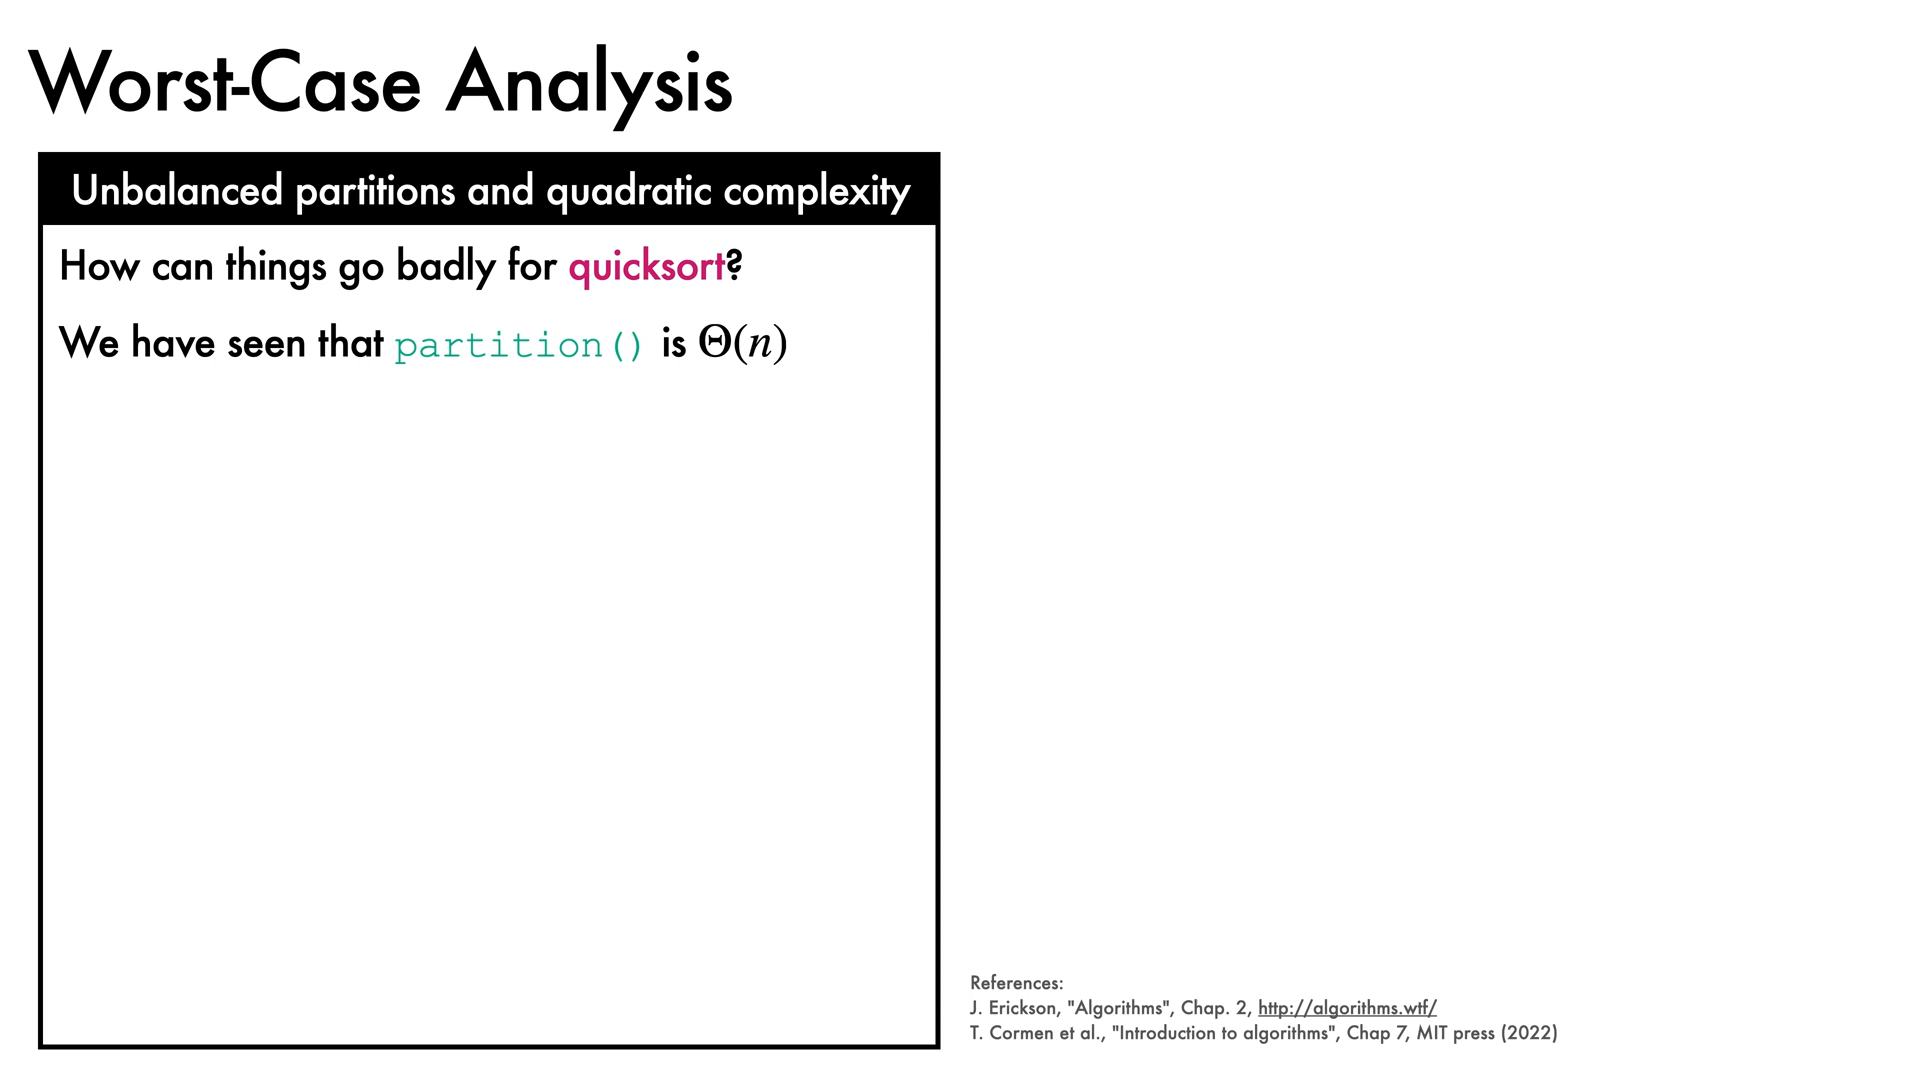 Worst-Case Analysis
Unbalanced partitions and quadratic complexity
How can things go badly for quicksort?
We have seen that partition() is Θ(n)
References:
J. Erickson, "Algorithms", Chap. 2, http://algorithms.wtf/
T. Cormen et al., "Introduction to algorithms", Chap 7, MIT press (2022)